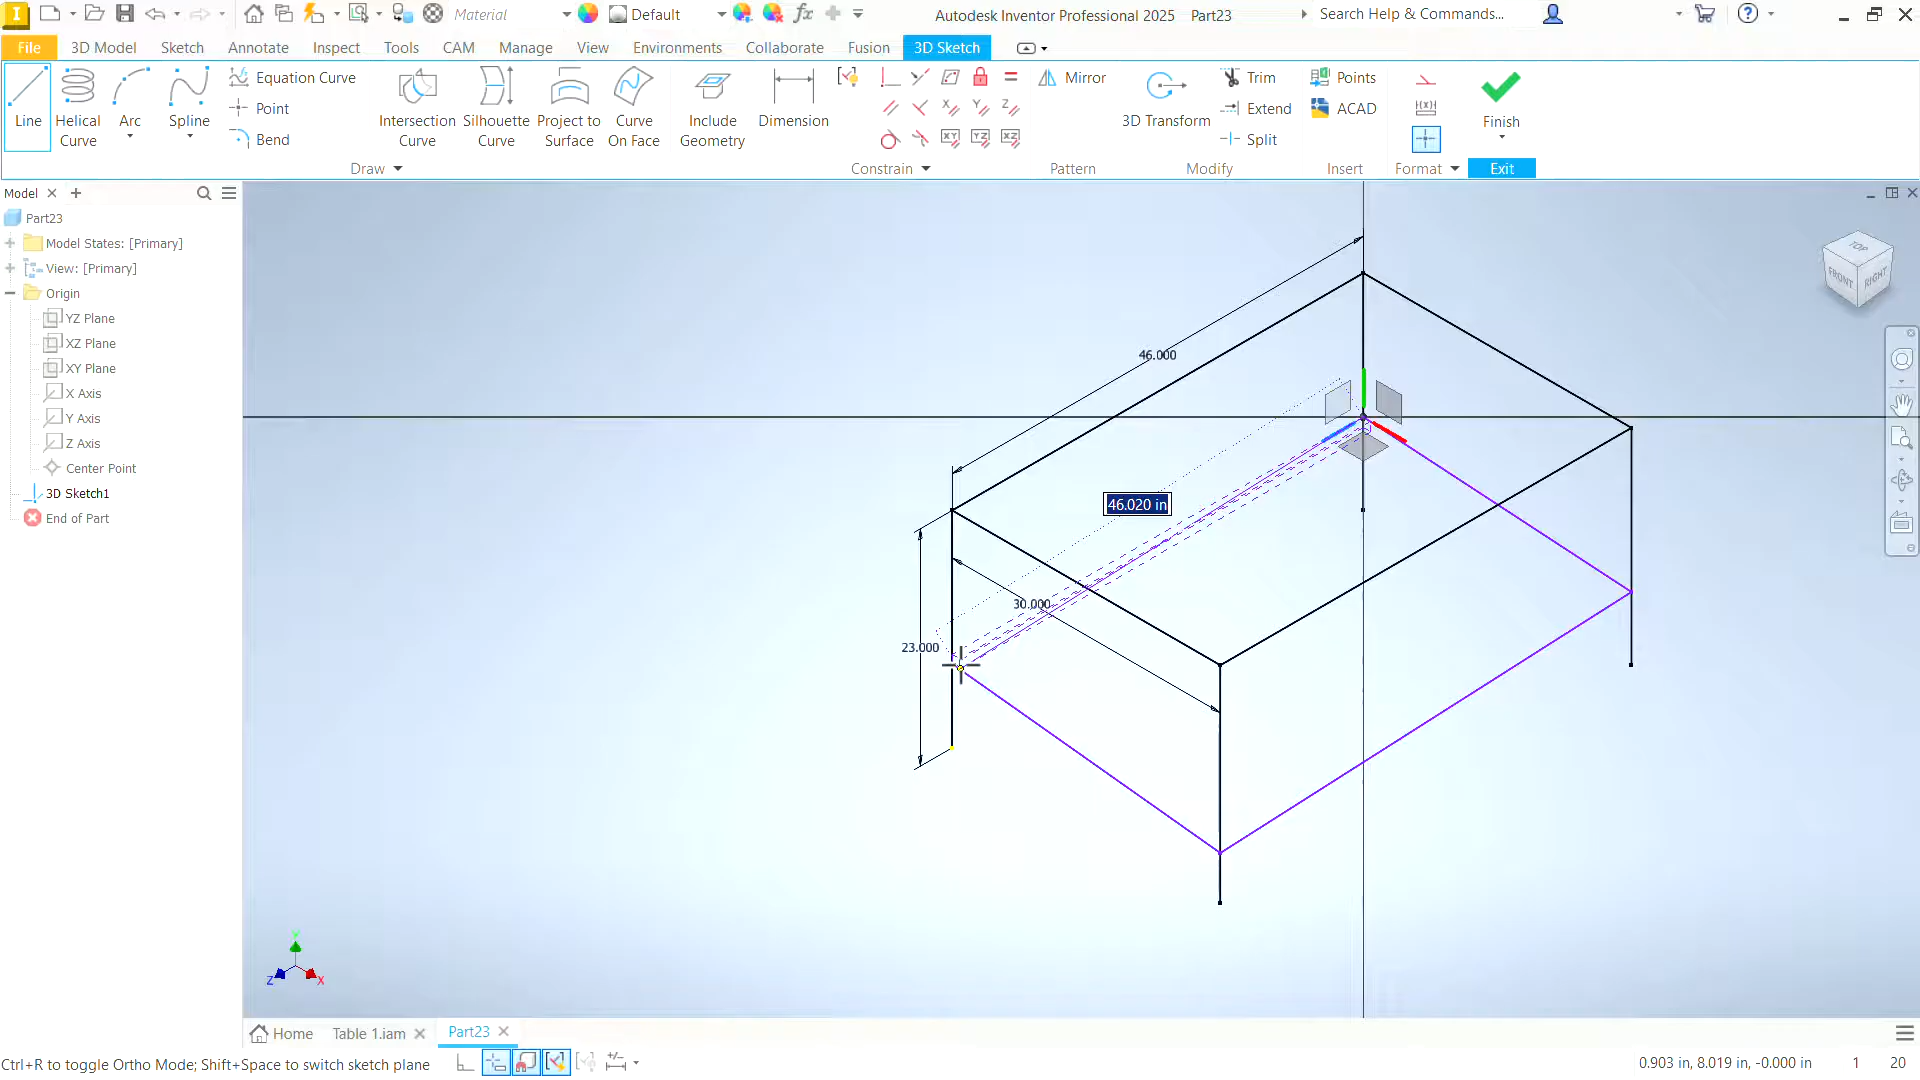 Material
Default
Autodesk Inventor Professional 2025 Part23
Search Help & Commands...
File 3D Model Sketch Annotate Inspect Tools CAM Manage View Environments Collaborate Fusion 3D Sketch
Line
Helical Curve
Arc
Spline
Equation Curve
Point
Bend
Intersection Curve
Silhouette Curve
Project to Surface
Curve On Face
Include Geometry
Dimension
Mirror
3D Transform
Trim
Extend
Split
Points
ACAD
Finish
Draw Constrain Pattern Modify Insert Format Exit
Model
Part23
Model States: [Primary]
View: [Primary]
Origin
YZ Plane
XZ Plane
XY Plane
X Axis
Y Axis
Z Axis
Center Point
3D Sketch1
End of Part
46.000
46.020 in
30.000
23.000
TOP
FRONT
RIGHT
Y
Z
X
Home Table 1.iam Part23
Ctrl+R to toggle Ortho Mode; Shift+Space to switch sketch plane
0.903 in, 8.019 in, -0.000 in 1 20